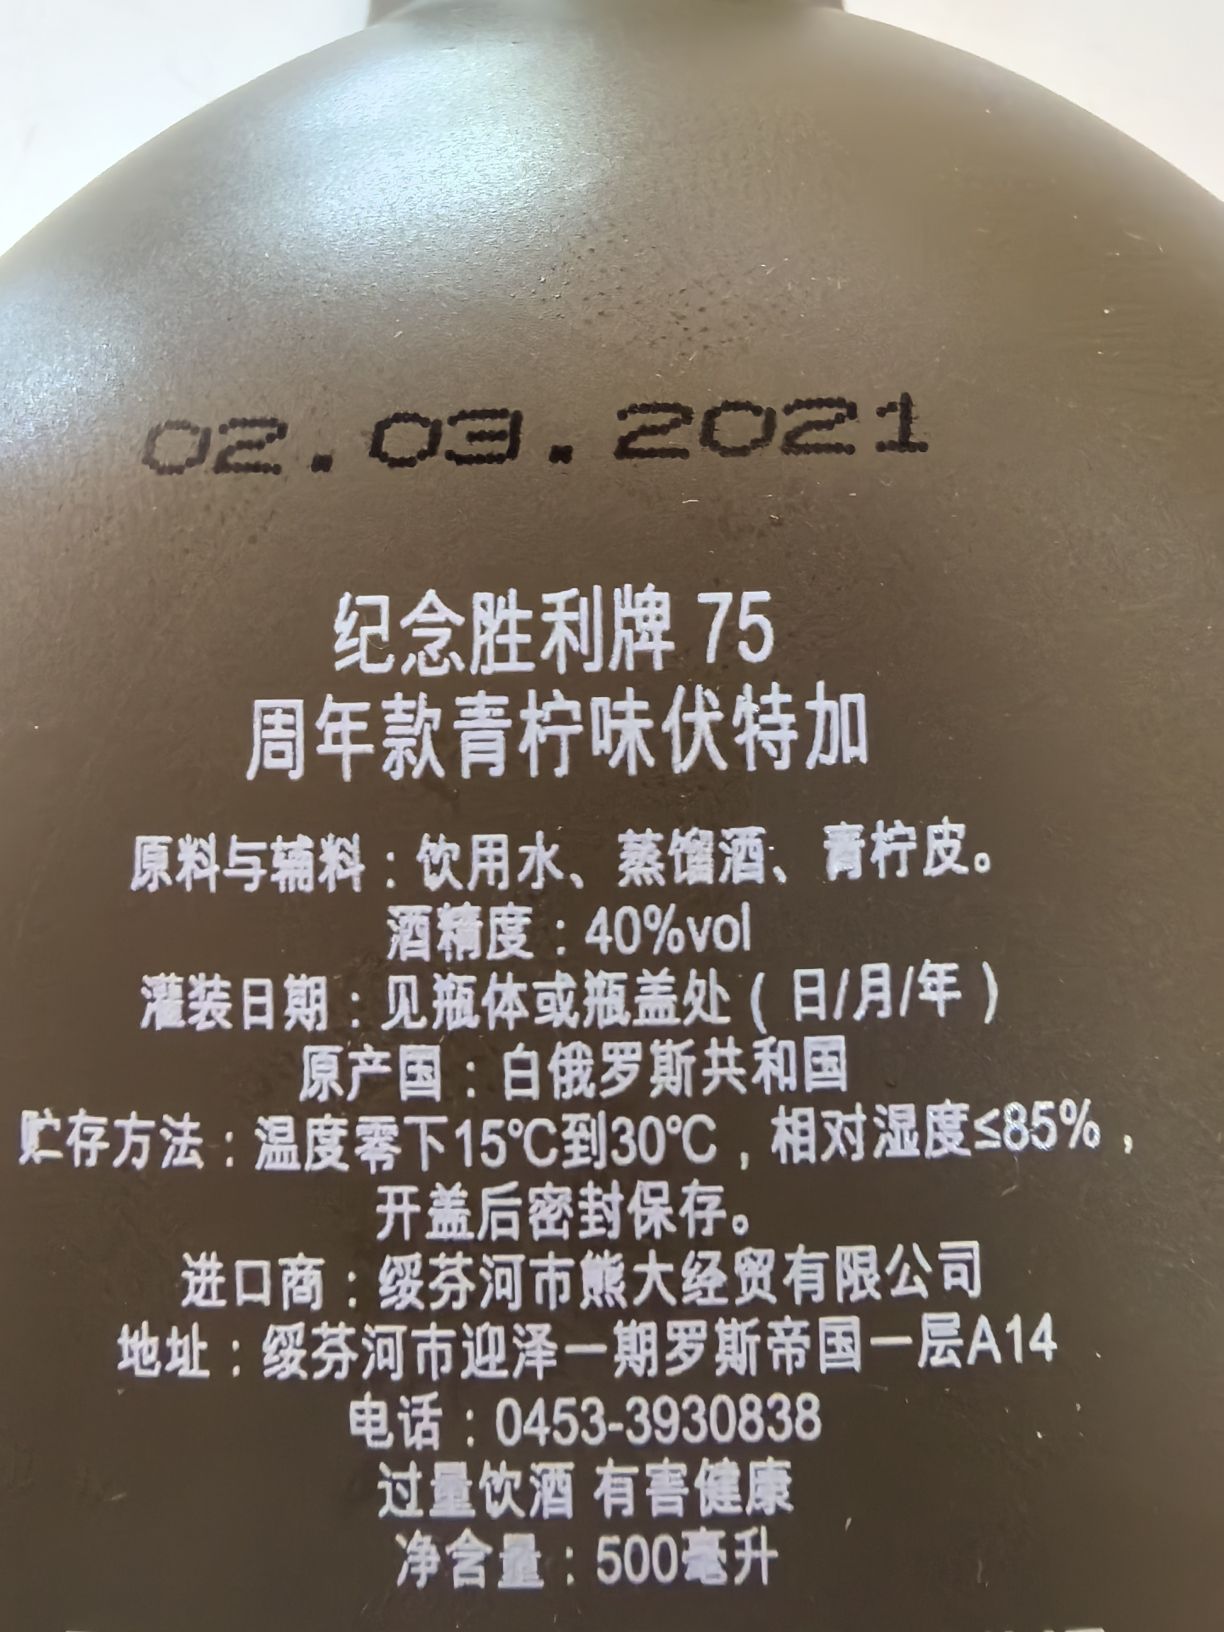 02.03.2021
纪念胜利牌 75
周年款青柠味伏特加
原料与辅料：饮用水、蒸馏酒、青柠皮。
酒精度：40%vol
灌装日期：见瓶体或瓶盖处（日/月/年）
原产国：白俄罗斯共和国
贮存方法：温度零下15℃到30℃，相对湿度≤85%，
开盖后密封保存。
进口商：绥芬河市熊大经贸有限公司
地址：绥芬河市迎泽一期罗斯帝国一层A14
电话：0453-3930838
过量饮酒 有害健康
净含量：500毫升